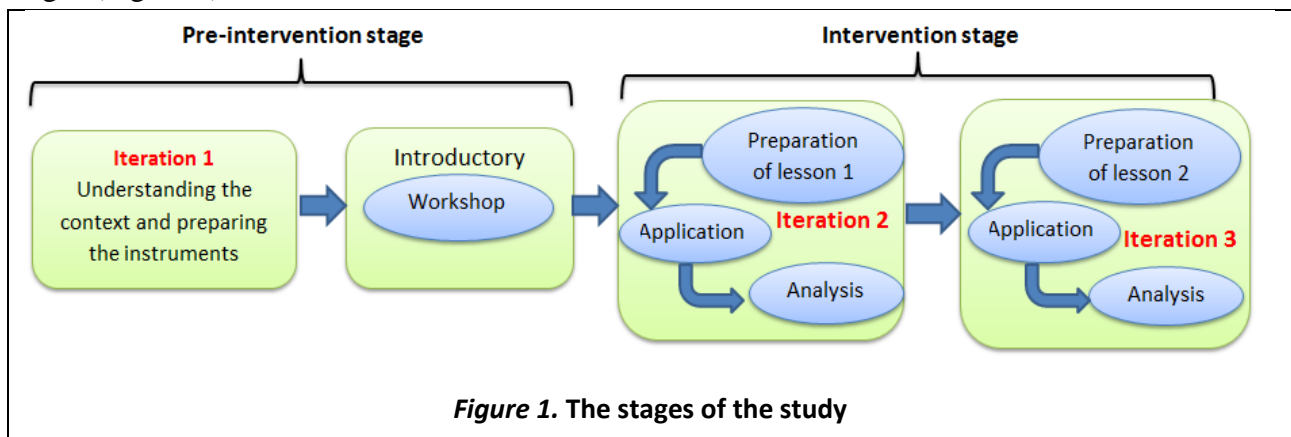 Pre-intervention stage
Intervention stage
Iteration 1
Understanding the
context and preparing
the instruments
Introductory
Workshop
Preparation
of lesson 1
Application
Iteration 2
Analysis
Preparation
of lesson 2
Application
Iteration 3
Analysis
Figure 1. The stages of the study